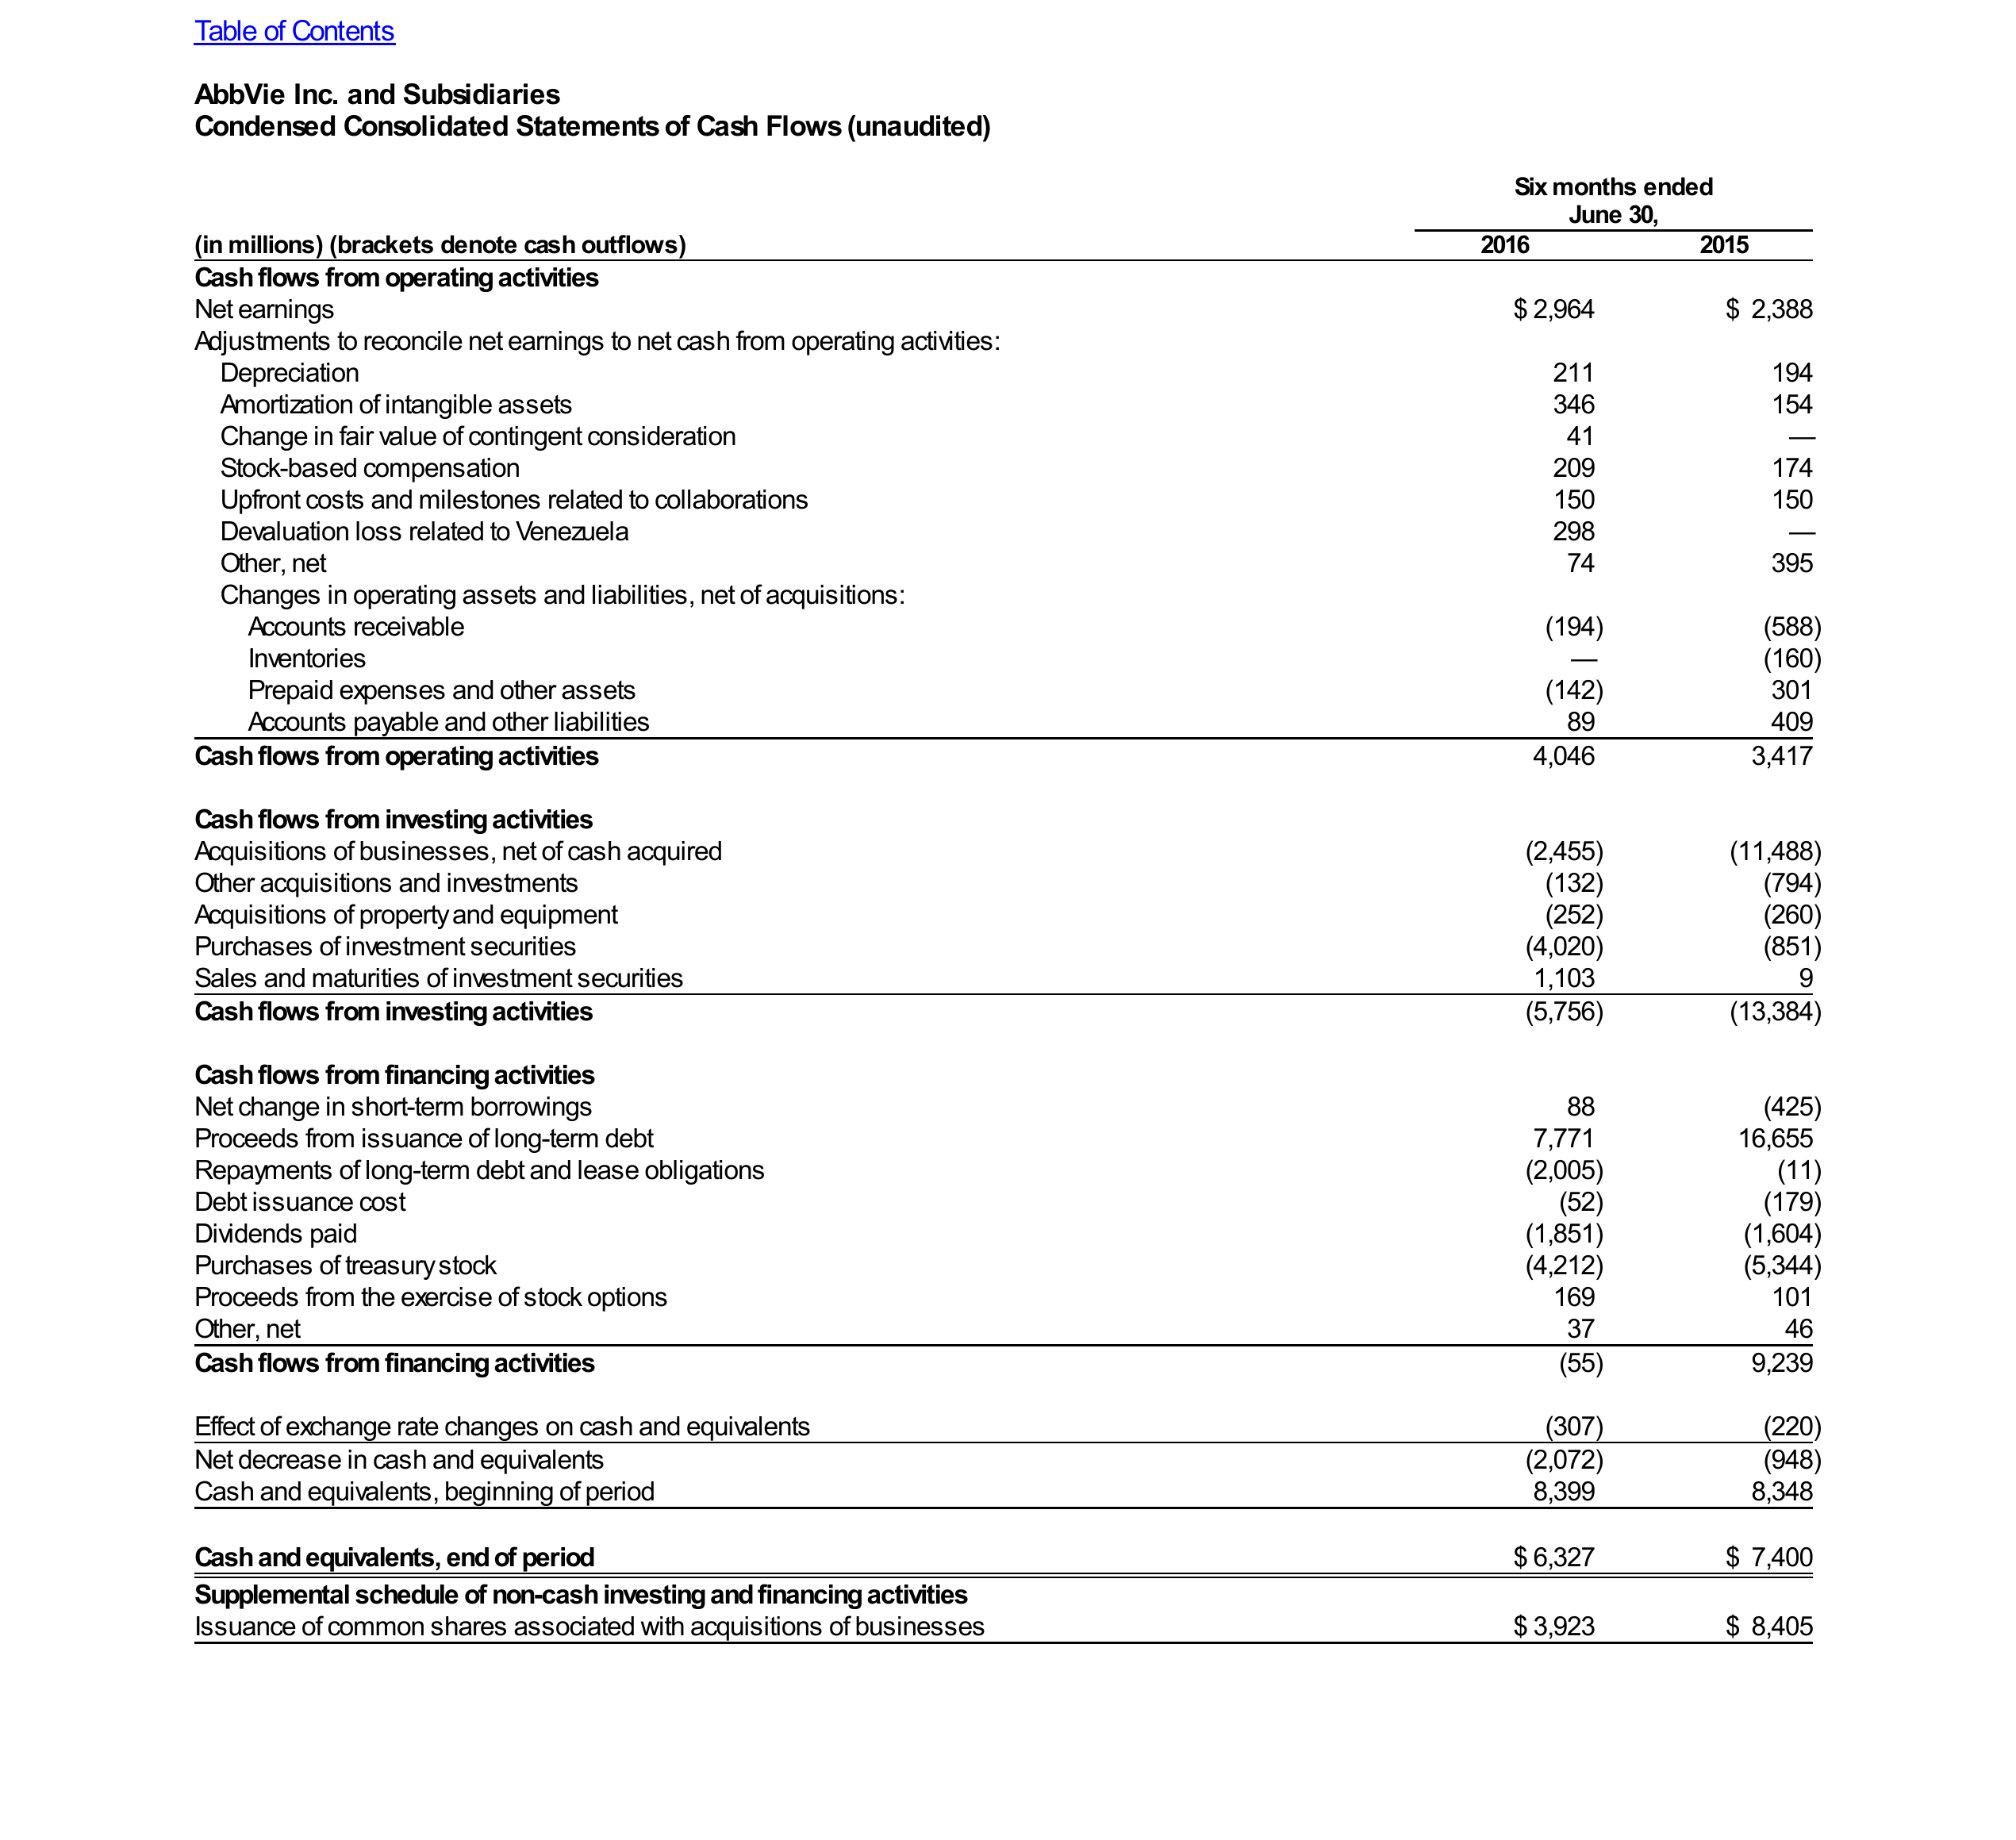 Table of Contents
AbbVie Inc. and Subsidiaries
Condensed Consolidated Statements of Cash Flows (unaudited)
Six months ended
June 30,
(in millions) (brackets denote cash outflows) 2016 2015
Cash flows from operating activities
Net earnings $ 2,964 $ 2,388
Adjustments to reconcile net earnings to net cash from operating activities:
Depreciation 211 194
Amortization of intangible assets 346 154
Change in fair value of contingent consideration 41 —
Stock-based compensation 209 174
Upfront costs and milestones related to collaborations 150 150
Devaluation loss related to Venezuela 298 —
Other, net 74 395
Changes in operating assets and liabilities, net of acquisitions:
Accounts receivable (194) (588)
Inventories — (160)
Prepaid expenses and other assets (142) 301
Accounts payable and other liabilities 89 409
Cash flows from operating activities 4,046 3,417
Cash flows from investing activities
Acquisitions of businesses, net of cash acquired (2,455) (11,488)
Other acquisitions and investments (132) (794)
Acquisitions of property and equipment (252) (260)
Purchases of investment securities (4,020) (851)
Sales and maturities of investment securities 1,103 9
Cash flows from investing activities (5,756) (13,384)
Cash flows from financing activities
Net change in short-term borrowings 88 (425)
Proceeds from issuance of long-term debt 7,771 16,655
Repayments of long-term debt and lease obligations (2,005) (11)
Debt issuance cost (52) (179)
Dividends paid (1,851) (1,604)
Purchases of treasury stock (4,212) (5,344)
Proceeds from the exercise of stock options 169 101
Other, net 37 46
Cash flows from financing activities (55) 9,239
Effect of exchange rate changes on cash and equivalents (307) (220)
Net decrease in cash and equivalents (2,072) (948)
Cash and equivalents, beginning of period 8,399 8,348
Cash and equivalents, end of period $ 6,327 $ 7,400
Supplemental schedule of non-cash investing and financing activities
Issuance of common shares associated with acquisitions of businesses $ 3,923 $ 8,405